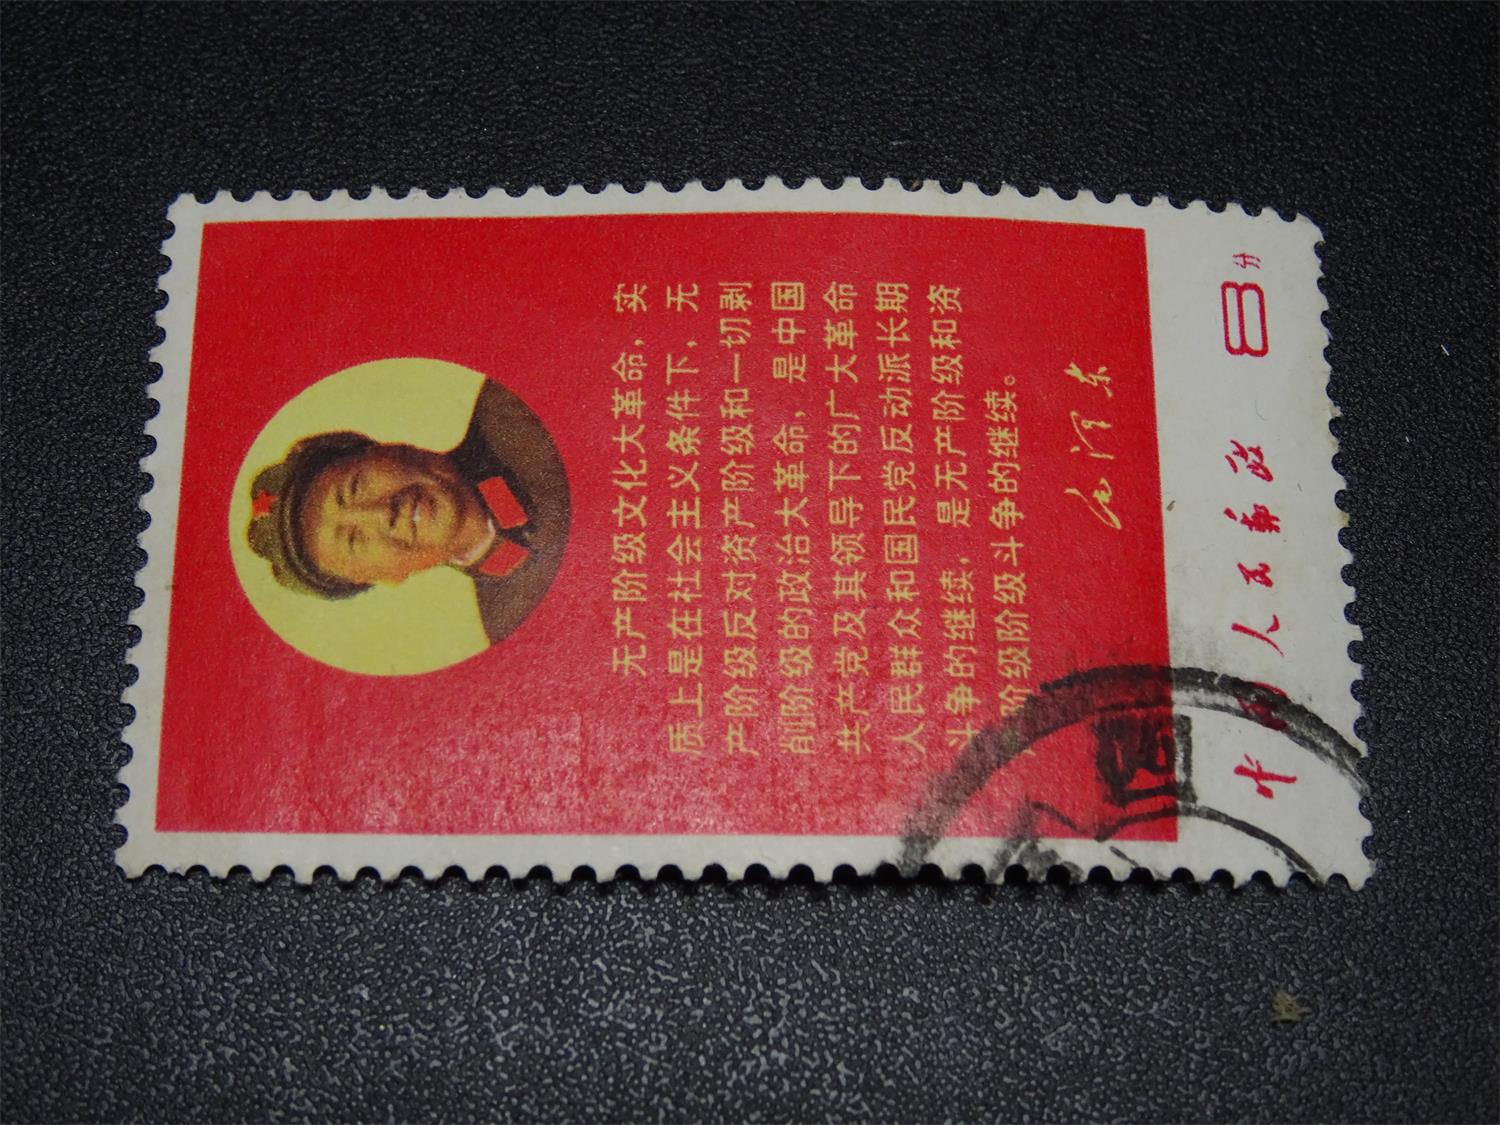 无产阶级文化大革命，实
质上是在社会主义条件下，无
产阶级反对资产阶级和一切剥
削阶级的政治大革命，是中国
共产党及其领导下的广大革命
人民群众和国民党反动派长期
斗争的继续，是无产阶级和资
产阶级阶级斗争的继续。
毛泽东
中国人民邮政
8分